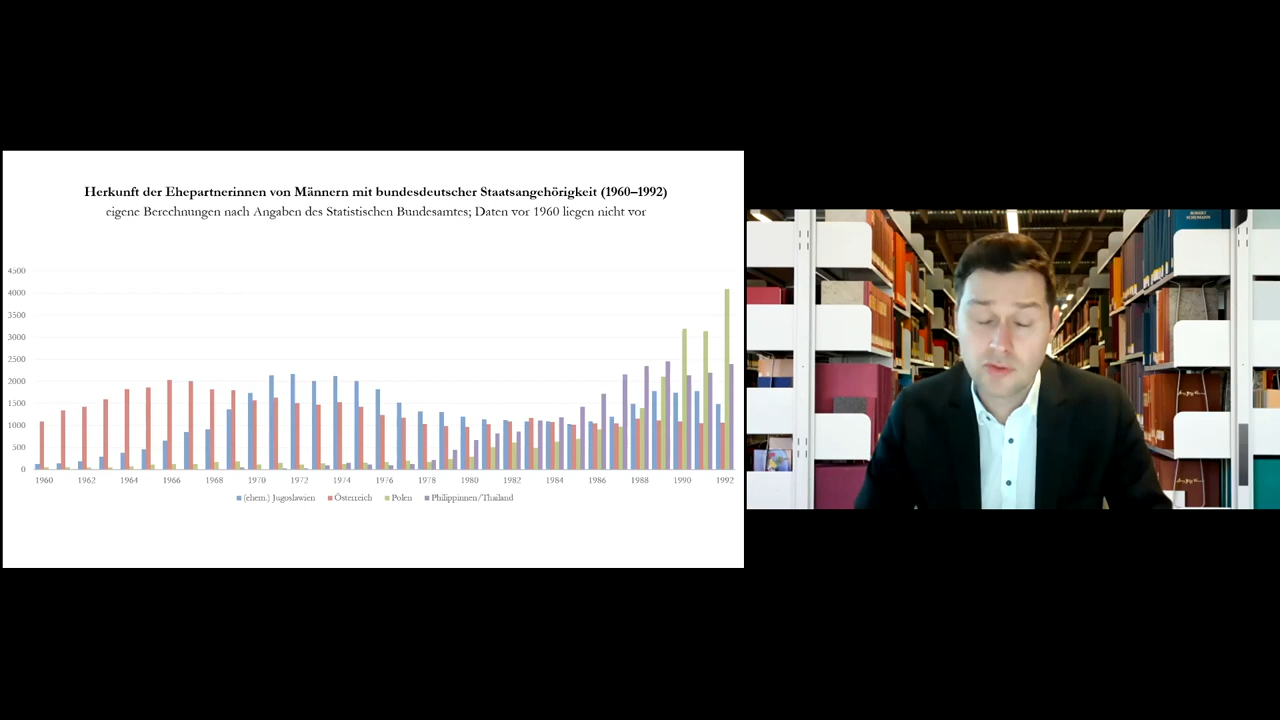 Herkunft der Ehepartnerinnen von Männern mit bundesdeutscher Staatsangehörigkeit (1960–1992)
eigene Berechnungen nach Angaben des Statistischen Bundesamtes; Daten vor 1960 liegen nicht vor
4500
4000
3500
3000
2500
2000
1500
1000
500
0
1960 1962 1964 1966 1968 1970 1972 1974 1976 1978 1980 1982 1984 1986 1988 1990 1992
(ehem.) Jugoslawien Österreich Polen Philippinen/Thailand
ROBERT
SCHUMANN